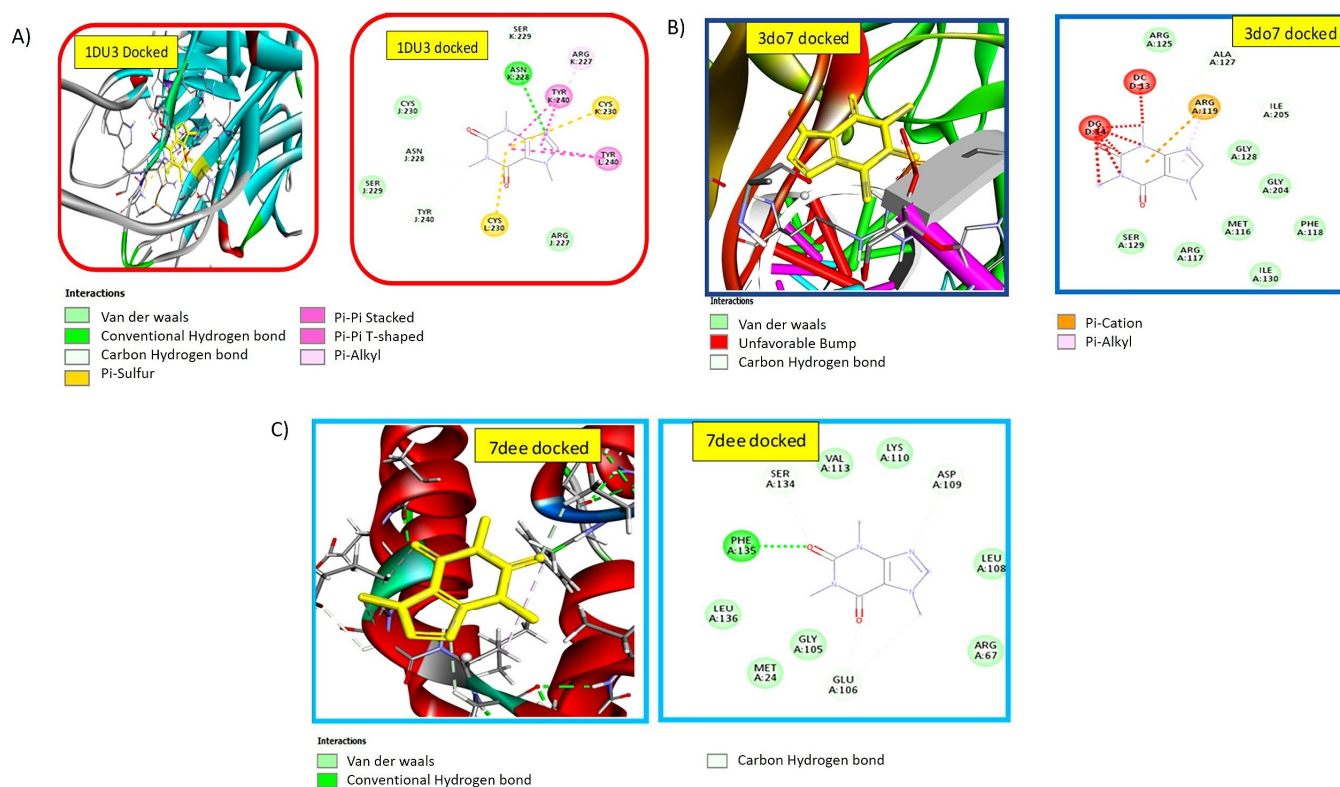 A)
1DU3 Docked
1DU3 docked
SER
K:229
ARG
K:227
ASN
K:228
TYR
K:240
CYS
K:230
CYS
J:230
ASN
J:228
TYR
L:240
SER
J:229
TYR
J:240
CYS
L:230
ARG
J:227
Interactions
Van der waals
Conventional Hydrogen bond
Carbon Hydrogen bond
Pi-Sulfur
Pi-Pi Stacked
Pi-Pi T-shaped
Pi-Alkyl
B)
3do7 docked
3do7 docked
ARG
A:125
ALA
A:127
DC
D:13
ARG
A:119
ILE
A:205
DG
D:14
GLY
A:128
GLY
A:204
SER
A:129
ARG
A:117
MET
A:116
PHE
A:118
ILE
A:130
Interactions
Van der waals
Unfavorable Bump
Carbon Hydrogen bond
Pi-Cation
Pi-Alkyl
C)
7dee docked
7dee docked
SER
A:134
VAL
A:113
LYS
A:110
ASP
A:109
PHE
A:135
LEU
A:108
LEU
A:136
GLY
A:105
ARG
A:67
MET
A:24
GLU
A:106
Interactions
Van der waals
Conventional Hydrogen bond
Carbon Hydrogen bond